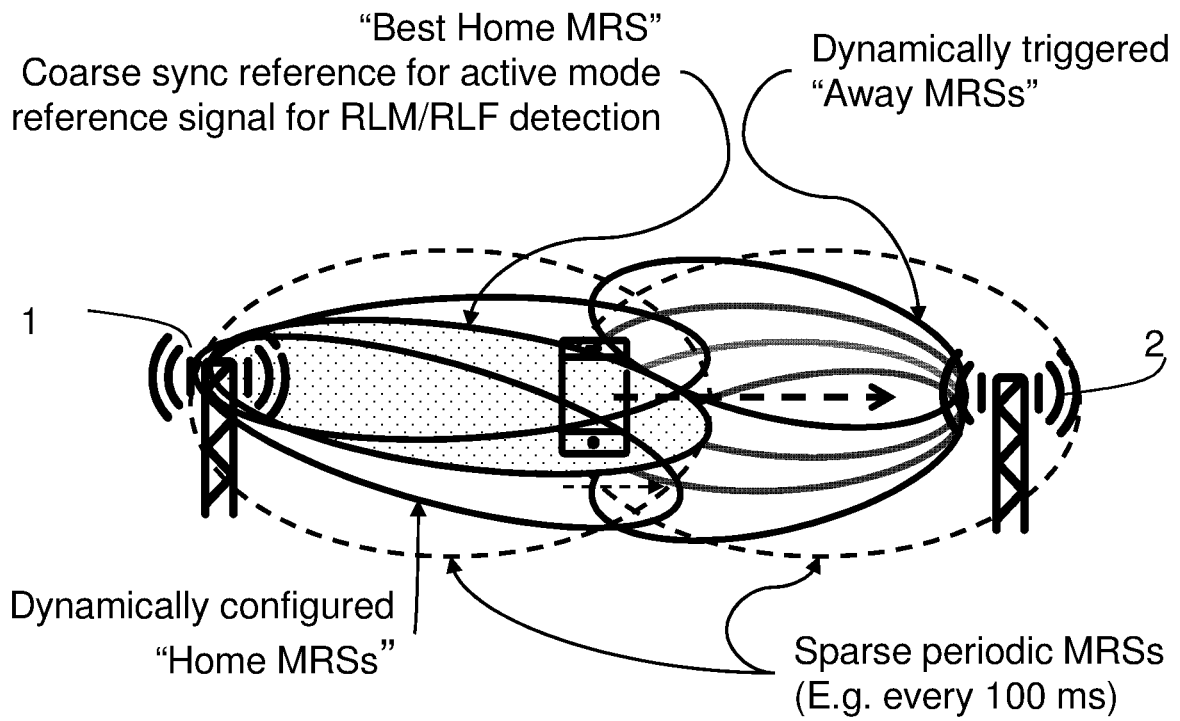 “Best Home MRS”
Coarse sync reference for active mode
reference signal for RLM/RLF detection
Dynamically triggered
“Away MRSs”
1
2
Dynamically configured
“Home MRSs”
Sparse periodic MRSs
(E.g. every 100 ms)